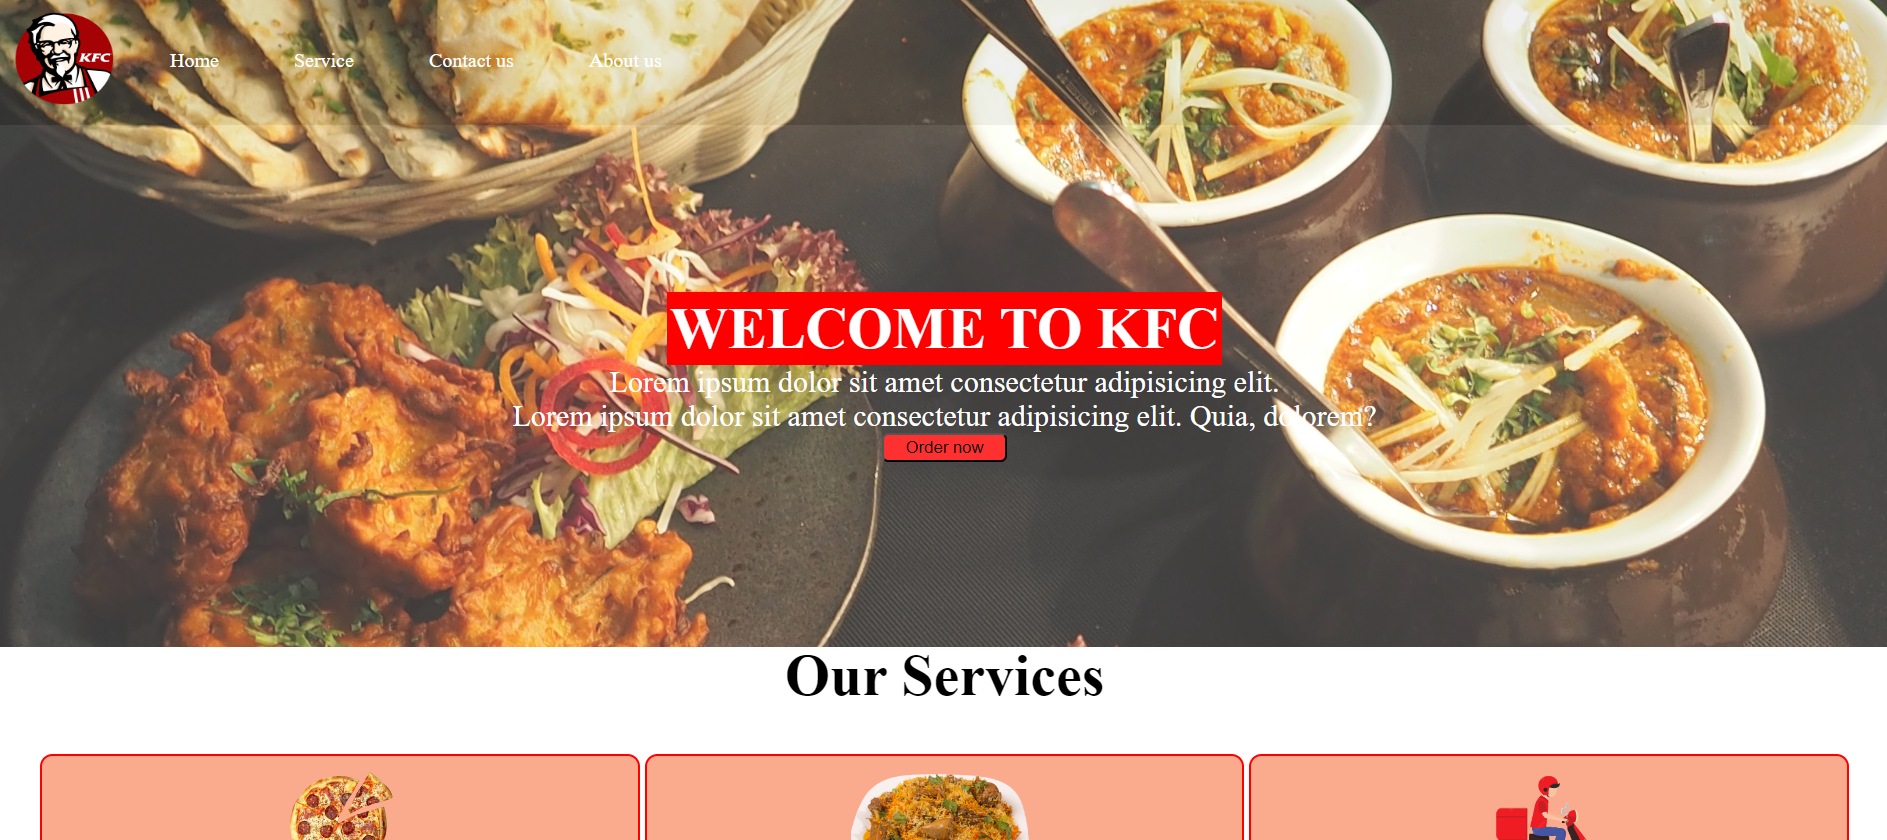 KFC
Home
Service
Contact us
About us
WELCOME TO KFC
Lorem ipsum dolor sit amet consectetur adipisicing elit.
Lorem ipsum dolor sit amet consectetur adipisicing elit. Quia, dolorem?
Order now
Our Services